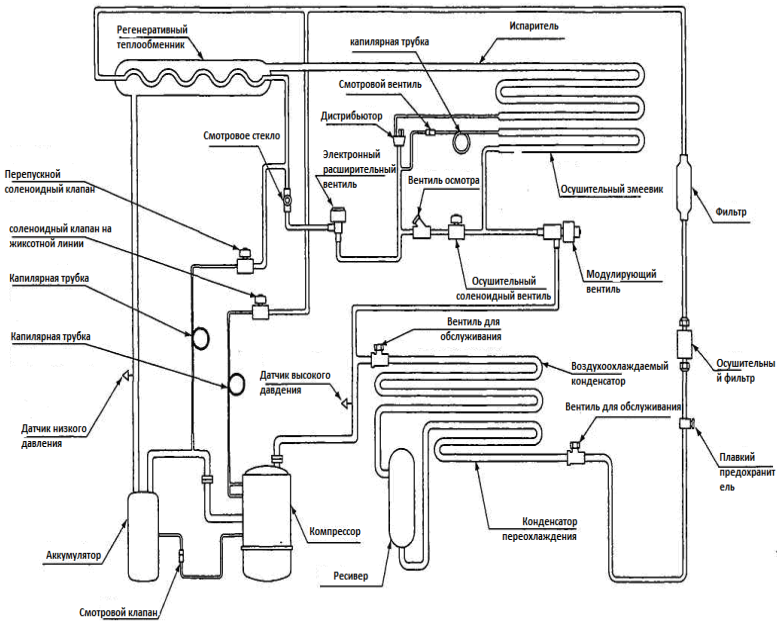 Регенеративный
теплообменник
капилярная трубка
Испаритель
Смотровой вентиль
Дистрибьютор
Смотровое стекло
Электронный
расширительный
вентиль
Вентиль осмотра
Осушительный змеевик
Фильтр
Перепускной
соленоидный клапан
соленоидный клапан на
жиксотной линии
Осушительный
соленоидный вентиль
Модулирующий
вентиль
Капилярная трубка
Капилярная трубка
Вентиль для
обслуживания
Воздухоохлаждаемый
конденсатор
Осушительны
й фильтр
Датчик высокого
давдения
Вентиль для обслуживания
Датчик низкого
давления
Плавкий
предохранит
ель
Компрессор
Конденсатор
переохлаждения
Аккумулятор
Ресивер
Смотровой клапан